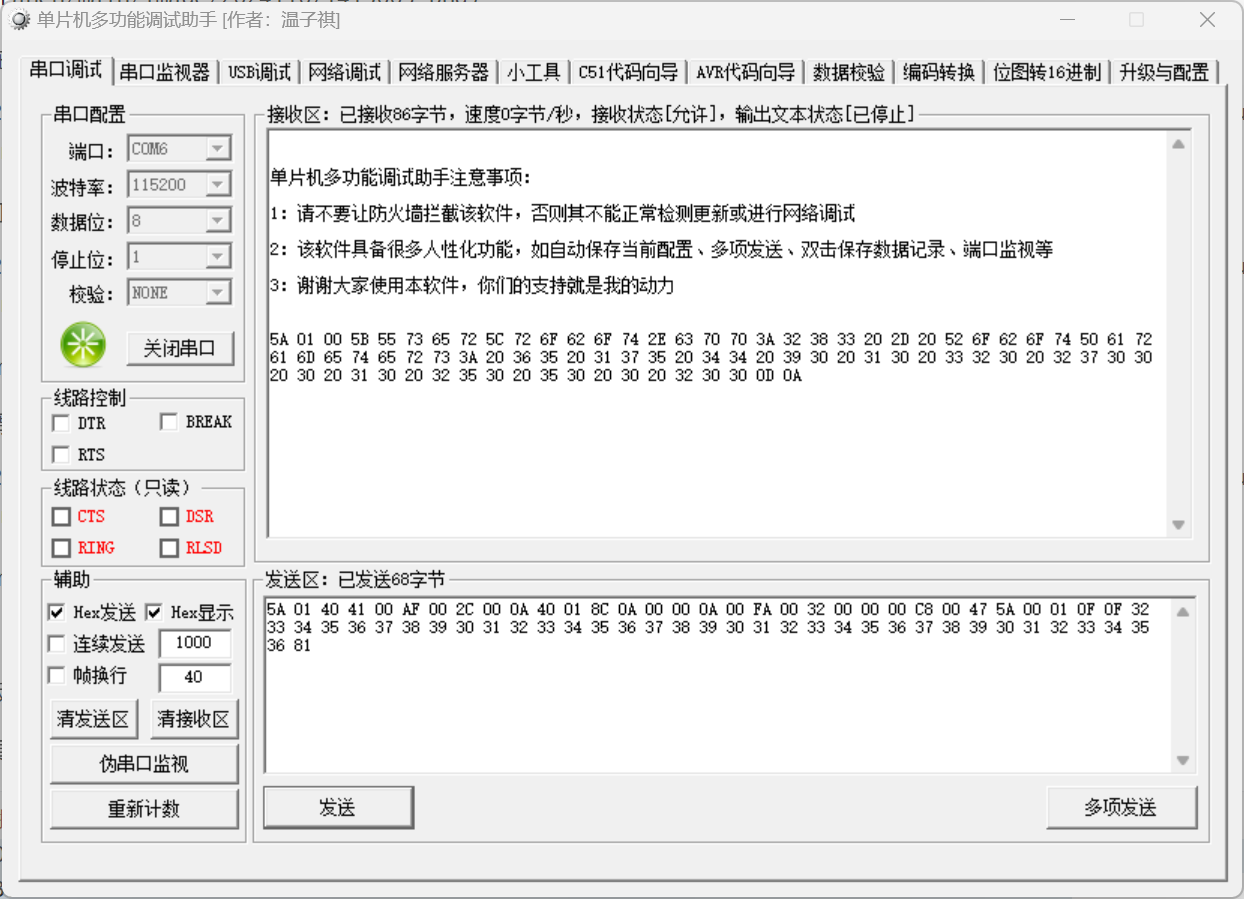 单片机多功能调试助手 [作者：温子祺]
串口调试 串口监视器 USB调试 网络调试 网络服务器 小工具 C51代码向导 AVR代码向导 数据校验 编码转换 位图转16进制 升级与配置
串口配置
端口： COM6
波特率： 115200
数据位： 8
停止位： 1
校验： NONE
关闭串口
线路控制
DTR BREAK
RTS
线路状态（只读）
CTS DSR
RING RLSD
辅助
Hex发送 Hex显示
连续发送 1000
帧换行 40
清发送区 清接收区
伪串口监视
重新计数
接收区：已接收86字节，速度0字节/秒，接收状态[允许]，输出文本状态[已停止]
单片机多功能调试助手注意事项：
1：请不要让防火墙拦截该软件，否则其不能正常检测更新或进行网络调试
2：该软件具备很多人性化功能，如自动保存当前配置、多项发送、双击保存数据记录、端口监视等
3：谢谢大家使用本软件，你们的支持就是我的动力
5A 01 00 5B 55 73 65 72 5C 72 6F 62 6F 74 2E 63 70 70 3A 32 38 33 20 2D 20 52 6F 62 6F 74 50 61 72
61 6D 65 74 65 72 73 3A 20 36 35 20 31 37 35 20 34 34 20 39 30 20 31 30 20 33 32 30 20 32 37 30 30
20 30 20 31 30 20 32 35 30 20 35 30 20 30 20 32 30 30 0D 0A
发送区：已发送68字节
5A 01 40 41 00 AF 00 2C 00 0A 40 01 8C 0A 00 00 0A 00 FA 00 32 00 00 00 C8 00 47 5A 00 01 0F 0F 32
33 34 35 36 37 38 39 30 31 32 33 34 35 36 37 38 39 30 31 32 33 34 35 36 37 38 39 30 31 32 33 34 35
36 81
发送 多项发送